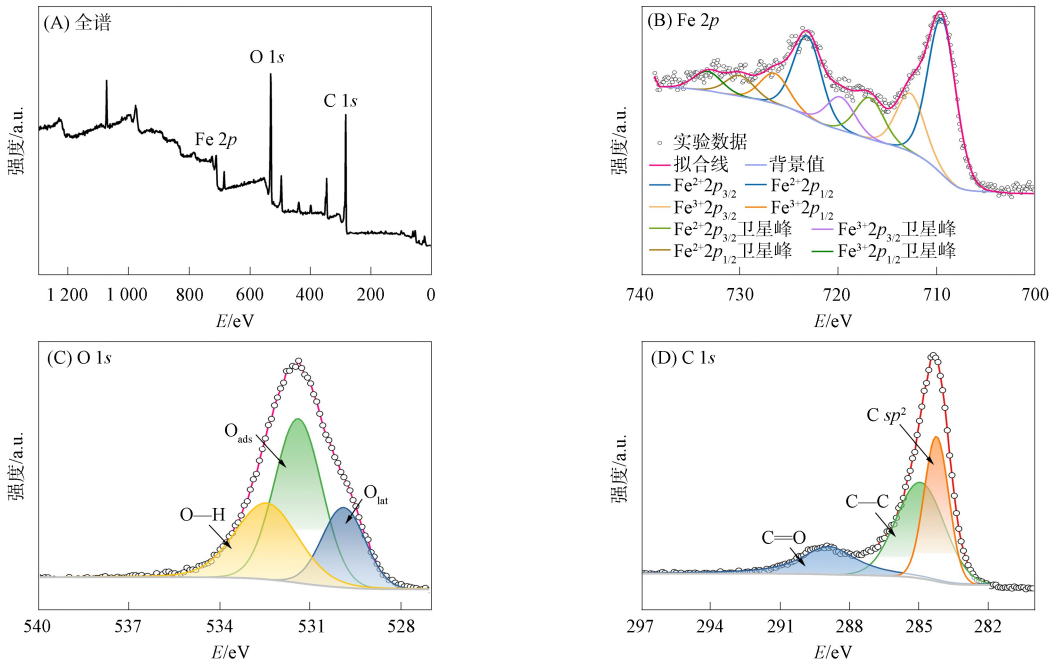 (A) 全谱
O 1s
C 1s
Fe 2p
强度/a.u.
1 200 1 000 800 600 400 200 0
E/eV
(B) Fe 2p
实验数据
拟合线 背景值
Fe²⁺2p₃/₂ Fe²⁺2p₁/₂
Fe³⁺2p₃/₂ Fe³⁺2p₁/₂
Fe²⁺2p₃/₂卫星峰 Fe³⁺2p₃/₂卫星峰
Fe²⁺2p₁/₂卫星峰 Fe³⁺2p₁/₂卫星峰
强度/a.u.
740 730 720 710 700
E/eV
(C) O 1s
O_ads
O_lat
O—H
强度/a.u.
540 537 534 531 528
E/eV
(D) C 1s
C sp²
C—C
C=O
强度/a.u.
297 294 291 288 285 282
E/eV